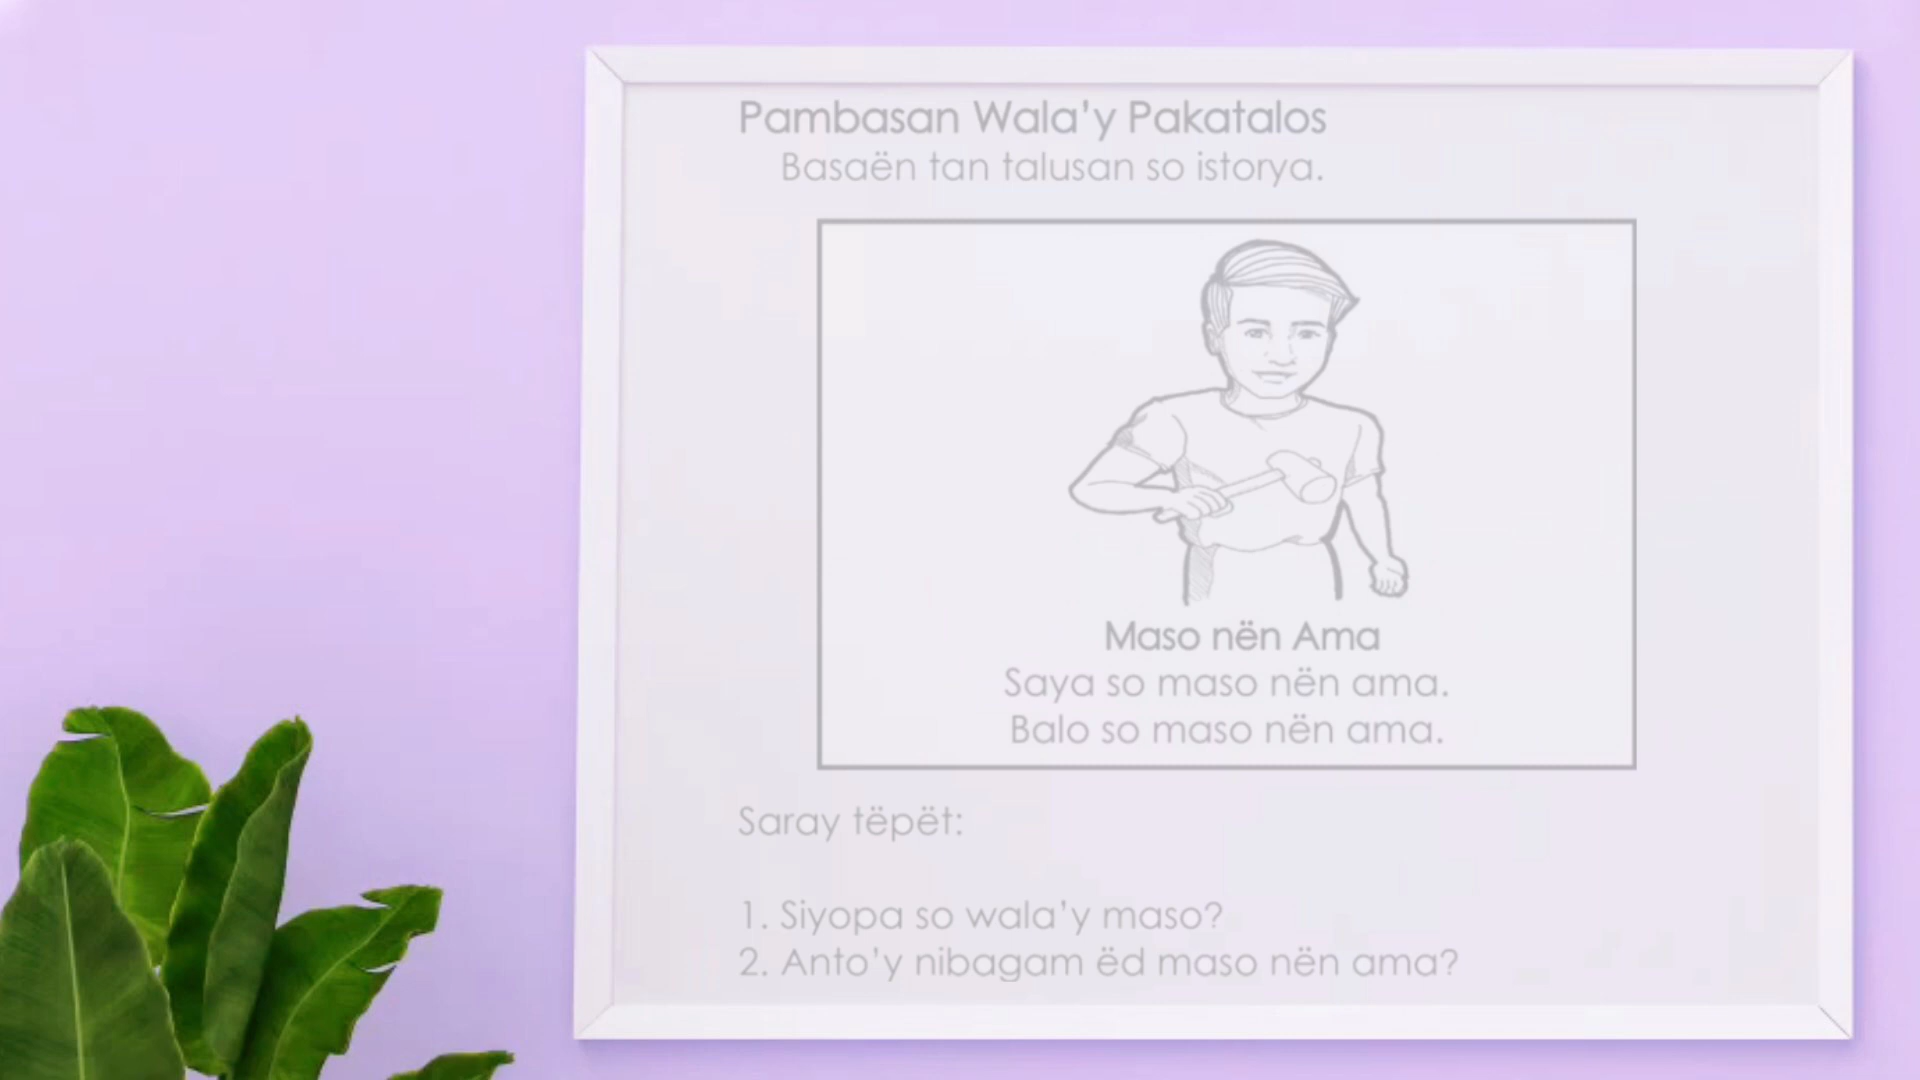 Pambasan Wala'y Pakatalos
Basaën tan talusan so istorya.
Maso nën Ama
Saya so maso nën ama.
Balo so maso nën ama.
Saray tëpët:
1. Siyopa so wala'y maso?
2. Anto'y nibagam ëd maso nën ama?